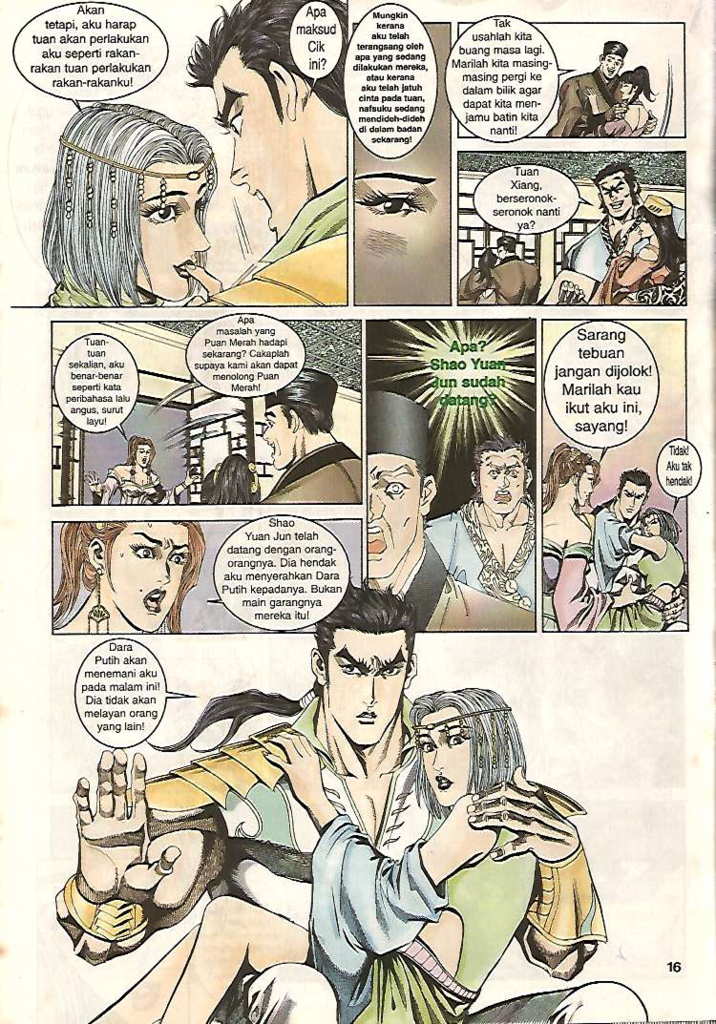 Akan
tetapi, aku harap
tuan akan perlakukan
aku seperti rakan-
rakan tuan perlakukan
rakan-rakanku!
Apa
maksud
Cik
ini?
Mungkin
kerana
aku telah
terangsang oleh
apa yang sedang
dilakukan mereka,
atau kerana
aku telah jatuh
cinta pada tuan,
nafsuku sedang
mendidih-didih
di dalam badan
sekarang!
Tak
usahlah kita
buang masa lagi.
Marilah kita masing-
masing pergi ke
dalam bilik agar
dapat kita men-
jamu batin kita
nanti!
Tuan
Xiang,
berseronok-
seronok nanti
ya?
Tuan-
tuan
sekalian, aku
benar-benar
seperti kata
peribahasa lalu
angus, surut
layu!
Apa
masalah yang
Puan Merah hadapi
sekarang? Cakaplah
supaya kami akan dapat
menolong Puan
Merah!
Apa?
Shao Yuan
Jun sudah
datang?
Sarang
tebuan
jangan dijolok!
Marilah kau
ikut aku ini,
sayang!
Tidak!
Aku tak
hendak!
Shao
Yuan Jun telah
datang dengan orang-
orangnya. Dia hendak
aku menyerahkan Dara
Putih kepadanya. Bukan
main garangnya
mereka itu!
Dara
Putih akan
menemani aku
pada malam ini!
Dia tidak akan
melayan orang
yang lain!
16